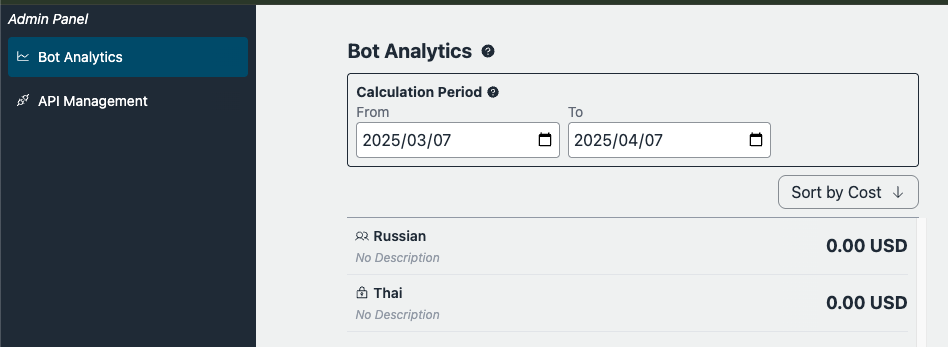 Admin Panel
Bot Analytics
API Management
Bot Analytics ?
Calculation Period ?
From To
2025/03/07 2025/04/07
Sort by Cost ↓
Russian
No Description
0.00 USD
Thai
No Description
0.00 USD